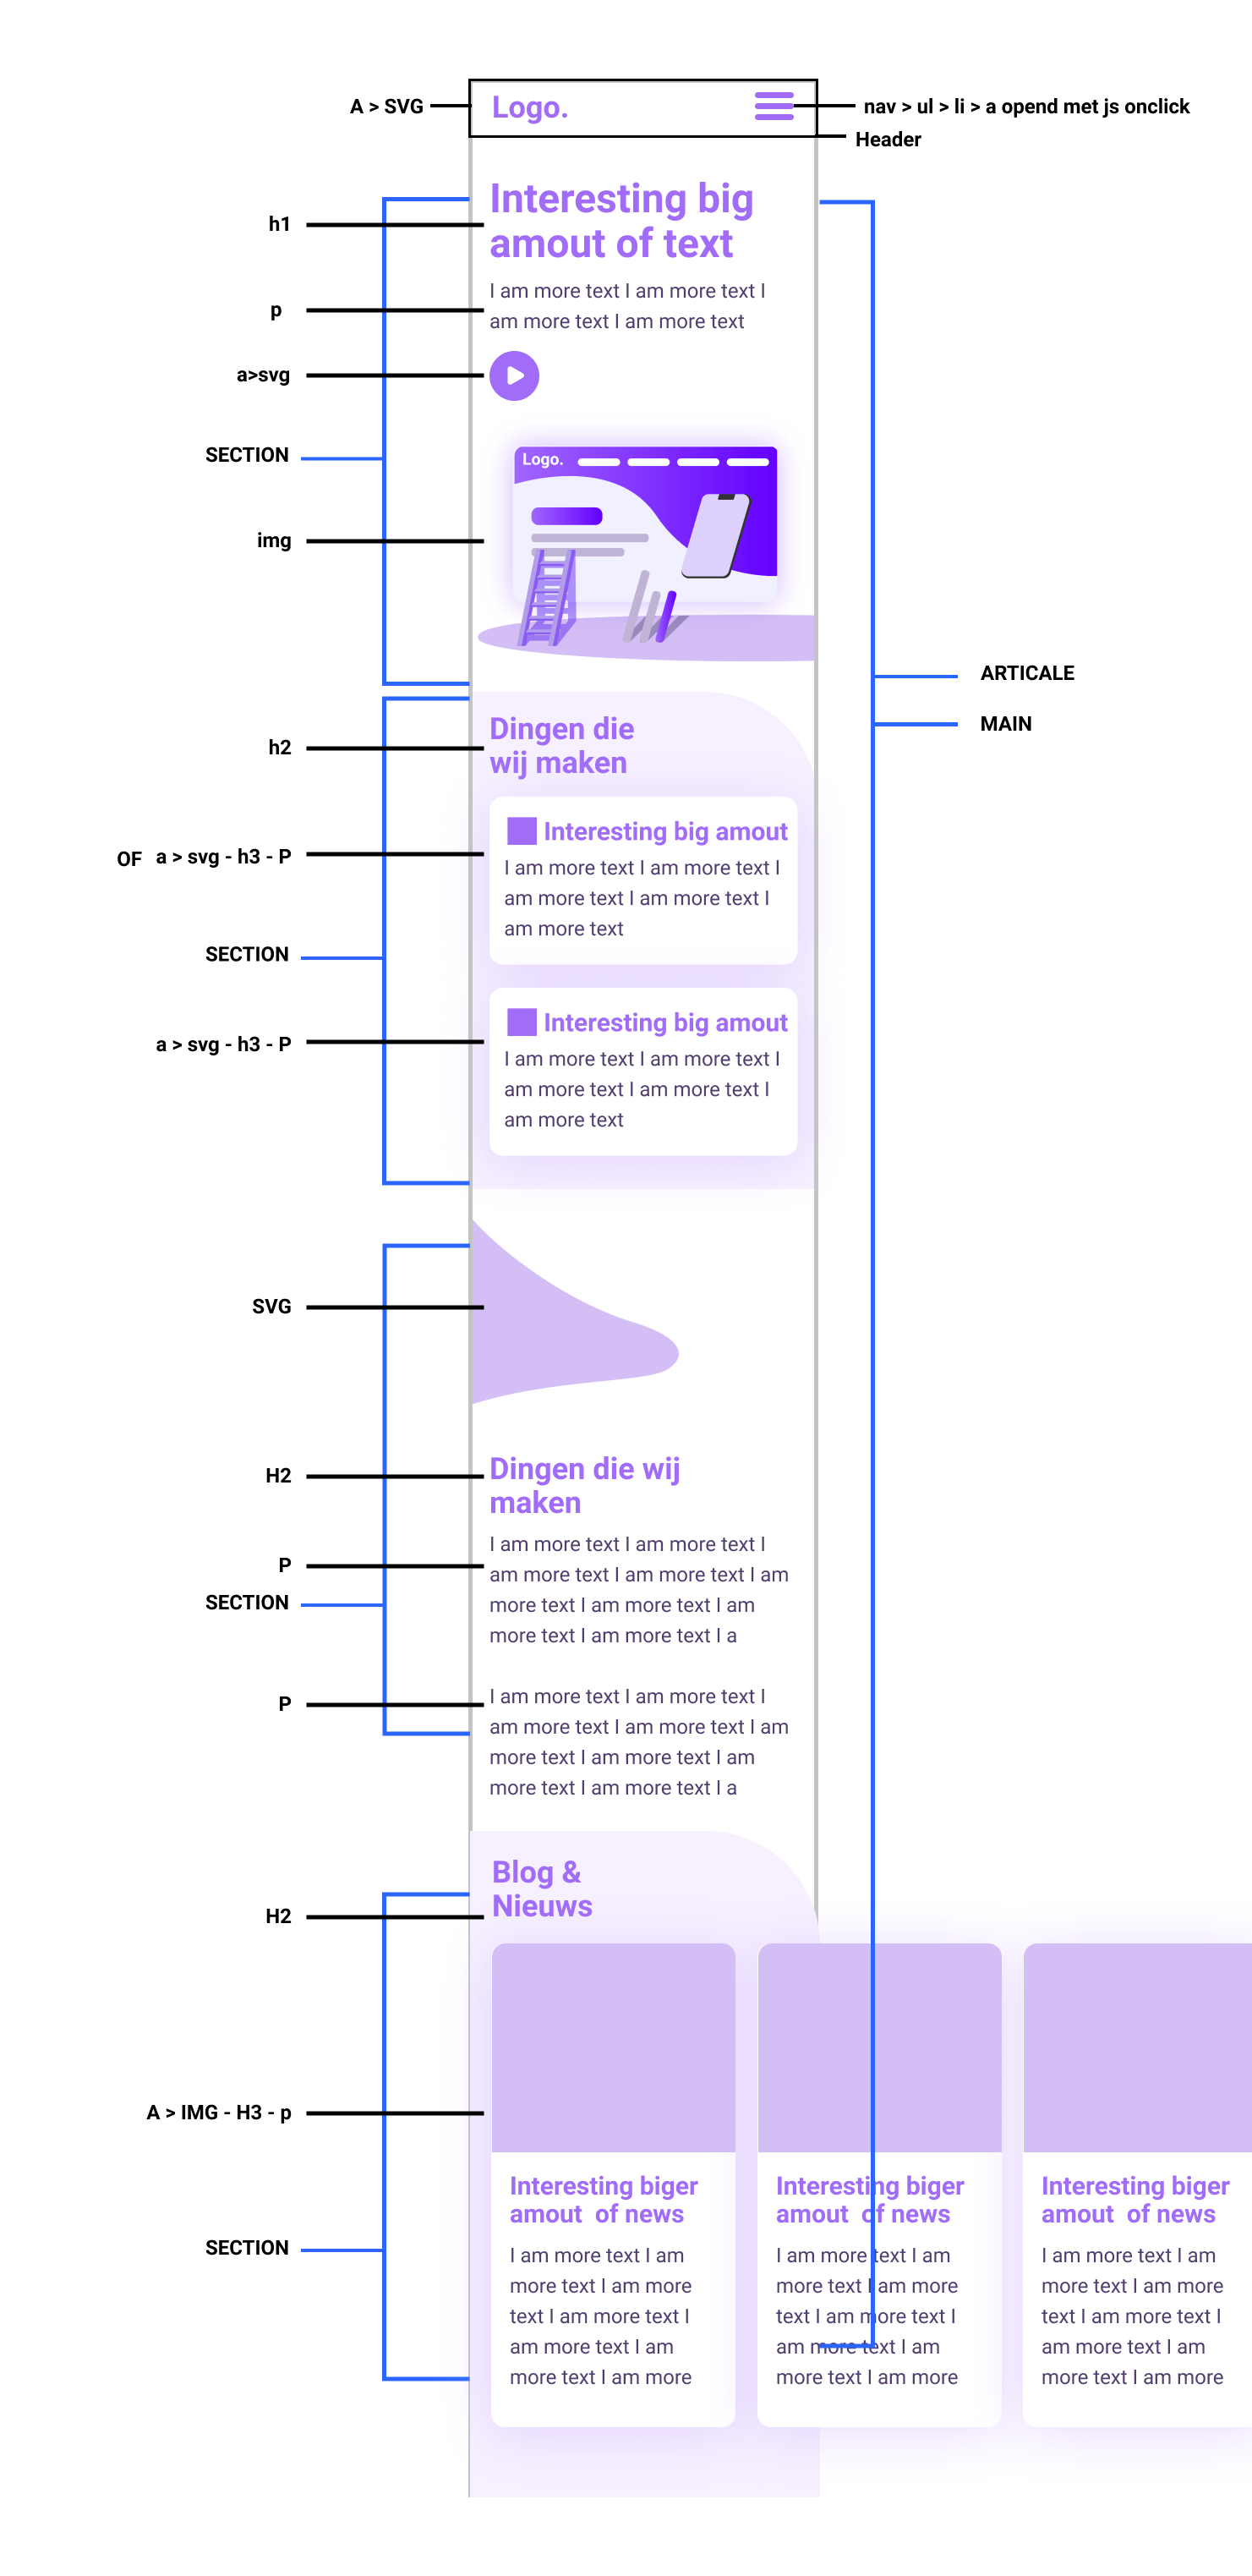 A > SVG
Logo.
nav > ul > li > a opend met js onclick
Header
h1
Interesting big
amout of text
p
I am more text I am more text I
am more text I am more text
a>svg
SECTION
Logo.
img
ARTICALE
MAIN
h2
Dingen die
wij maken
OF a > svg - h3 - P
Interesting big amout
I am more text I am more text I
am more text I am more text I
am more text
SECTION
a > svg - h3 - P
Interesting big amout
I am more text I am more text I
am more text I am more text I
am more text
SVG
H2
Dingen die wij
maken
P
I am more text I am more text I
am more text I am more text I am
more text I am more text I am
more text I am more text I a
SECTION
P
I am more text I am more text I
am more text I am more text I am
more text I am more text I am
more text I am more text I a
Blog &
Nieuws
H2
A > IMG - H3 - p
SECTION
Interesting biger
amout of news
I am more text I am
more text I am more
text I am more text I
am more text I am
more text I am more
Interesting biger
amout of news
I am more text I am
more text I am more
text I am more text I
am more text I am
more text I am more
Interesting biger
amout of news
I am more text I am
more text I am more
text I am more text I
am more text I am
more text I am more